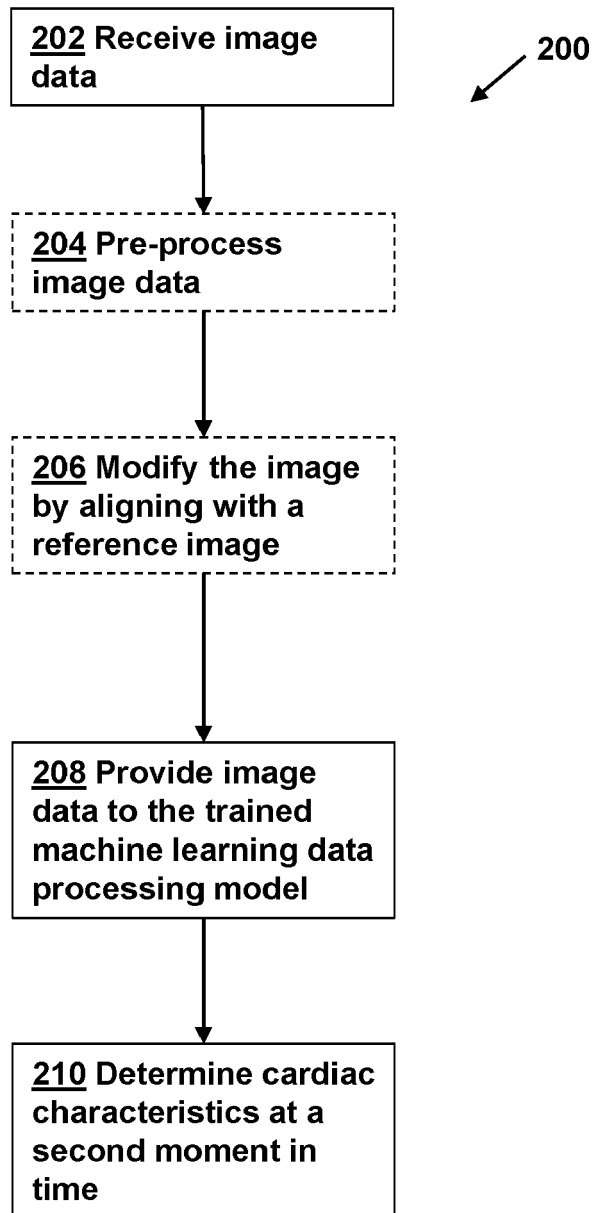 202 Receive image
data
200
204 Pre-process
image data
206 Modify the image
by aligning with a
reference image
208 Provide image
data to the trained
machine learning data
processing model
210 Determine cardiac
characteristics at a
second moment in
time